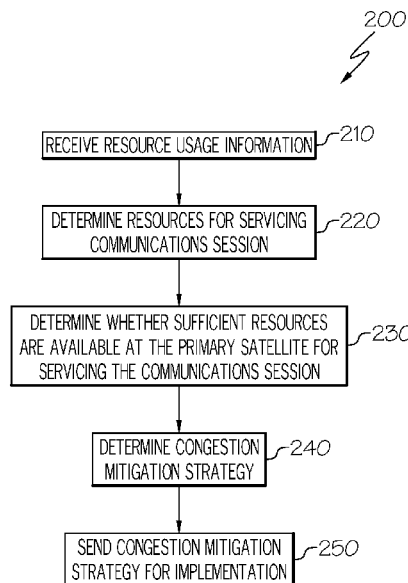 200
RECEIVE RESOURCE USAGE INFORMATION
210
DETERMINE RESOURCES FOR SERVICING
COMMUNICATIONS SESSION
220
DETERMINE WHETHER SUFFICIENT RESOURCES
ARE AVAILABLE AT THE PRIMARY SATELLITE FOR
SERVICING THE COMMUNICATIONS SESSION
230
DETERMINE CONGESTION
MITIGATION STRATEGY
240
SEND CONGESTION MITIGATION
STRATEGY FOR IMPLEMENTATION
250